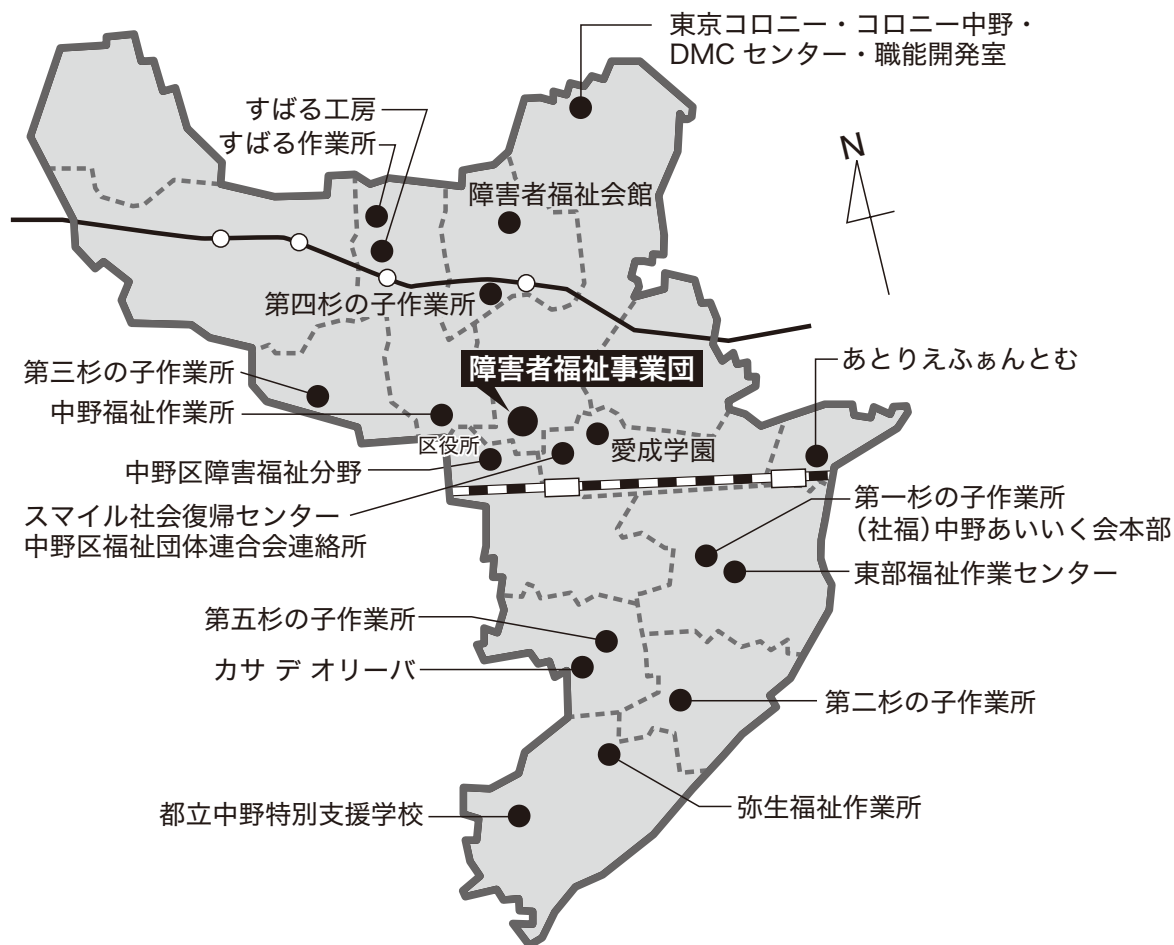 東京コロニー・コロニー中野・
DMC センター・職能開発室
すばる工房
すばる作業所
N
障害者福祉会館
第四杉の子作業所
障害者福祉事業団
あとりえふぁんとむ
第三杉の子作業所
中野福祉作業所
区役所
愛成学園
中野区障害福祉分野
第一杉の子作業所
(社福)中野あいいく会本部
スマイル社会復帰センター
中野区福祉団体連合会連絡所
東部福祉作業センター
第五杉の子作業所
カサ デ オリーバ
第二杉の子作業所
弥生福祉作業所
都立中野特別支援学校